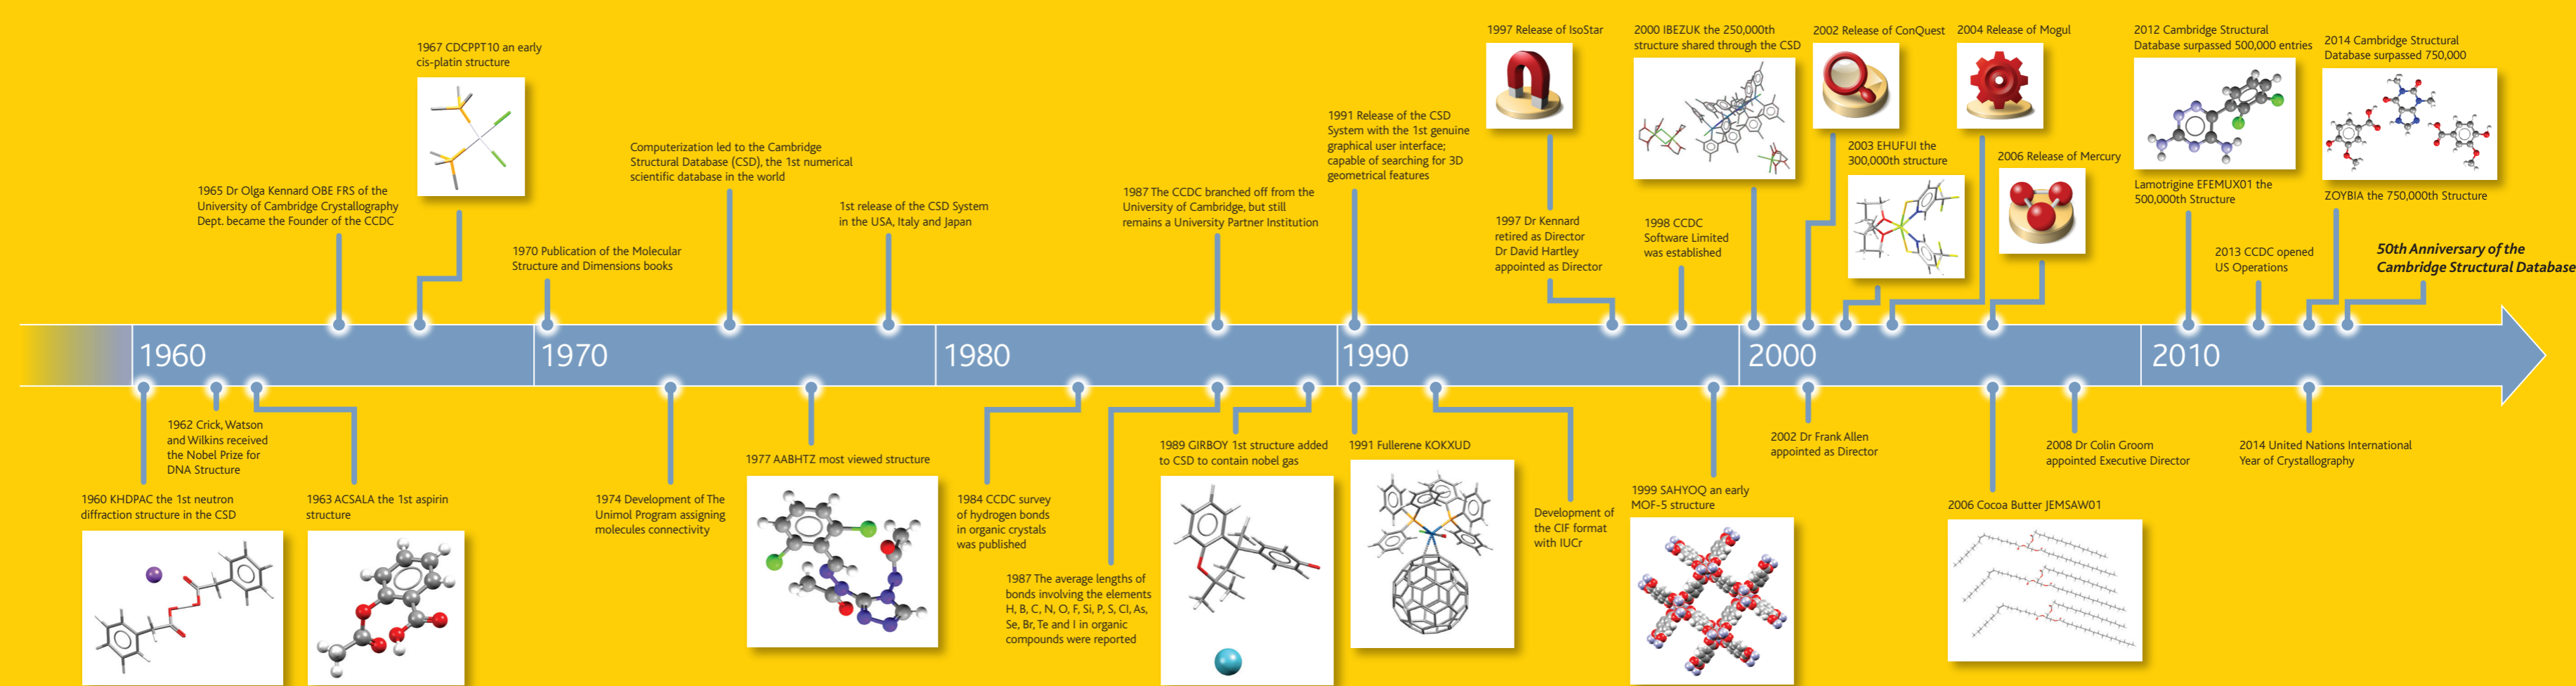 1967 CDCPPT10 an early
cis-platin structure
1965 Dr Olga Kennard OBE FRS of the
University of Cambridge Crystallography
Dept. became the Founder of the CCDC
1970 Publication of the Molecular
Structure and Dimensions books
Computerization led to the Cambridge
Structural Database (CSD), the 1st numerical
scientific database in the world
1st release of the CSD System
in the USA, Italy and Japan
1987 The CCDC branched off from the
University of Cambridge, but still
remains a University Partner Institution
1991 Release of the CSD
System with the 1st genuine
graphical user interface;
capable of searching for 3D
geometrical features
1997 Release of IsoStar
1997 Dr Kennard
retired as Director
Dr David Hartley
appointed as Director
1998 CCDC
Software Limited
was established
2000 IBEZUK the 250,000th
structure shared through the CSD
2002 Release of ConQuest
2003 EHUFUI the
300,000th structure
2004 Release of Mogul
2006 Release of Mercury
2012 Cambridge Structural
Database surpassed 500,000 entries
Lamotrigine EFEMUX01 the
500,000th Structure
2013 CCDC opened
US Operations
2014 Cambridge Structural
Database surpassed 750,000
ZOYBIA the 750,000th Structure
50th Anniversary of the
Cambridge Structural Database
1960
1970
1980
1990
2000
2010
1960 KHDPAC the 1st neutron
diffraction structure in the CSD
1962 Crick, Watson
and Wilkins received
the Nobel Prize for
DNA Structure
1963 ACSALA the 1st aspirin
structure
1974 Development of The
Unimol Program assigning
molecules connectivity
1977 AABHTZ most viewed structure
1984 CCDC survey
of hydrogen bonds
in organic crystals
was published
1987 The average lengths of
bonds involving the elements
H, B, C, N, O, F, Si, P, S, Cl, As,
Se, Br, Te and I in organic
compounds were reported
1989 GIRBOY 1st structure added
to CSD to contain nobel gas
1991 Fullerene KOKXUD
Development of
the CIF format
with IUCr
1999 SAHYOQ an early
MOF-5 structure
2002 Dr Frank Allen
appointed as Director
2006 Cocoa Butter JEMSAW01
2008 Dr Colin Groom
appointed Executive Director
2014 United Nations International
Year of Crystallography